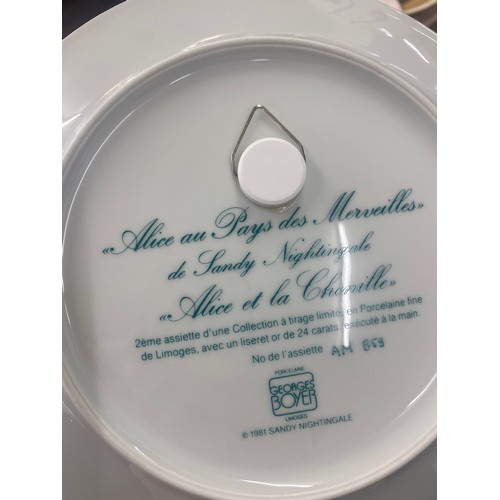 «Alice au Pays des Merveilles»
de Sandy Nightingale
«Alice et la Chenille»
2ème assiette d'une Collection à tirage limité, en Porcelaine fine
de Limoges, avec un liseret or de 24 carats, exécuté à la main.
No de l'assiette AM 859
PORCELAINE
GEORGES
BOYER
LIMOGES
© 1981 SANDY NIGHTINGALE